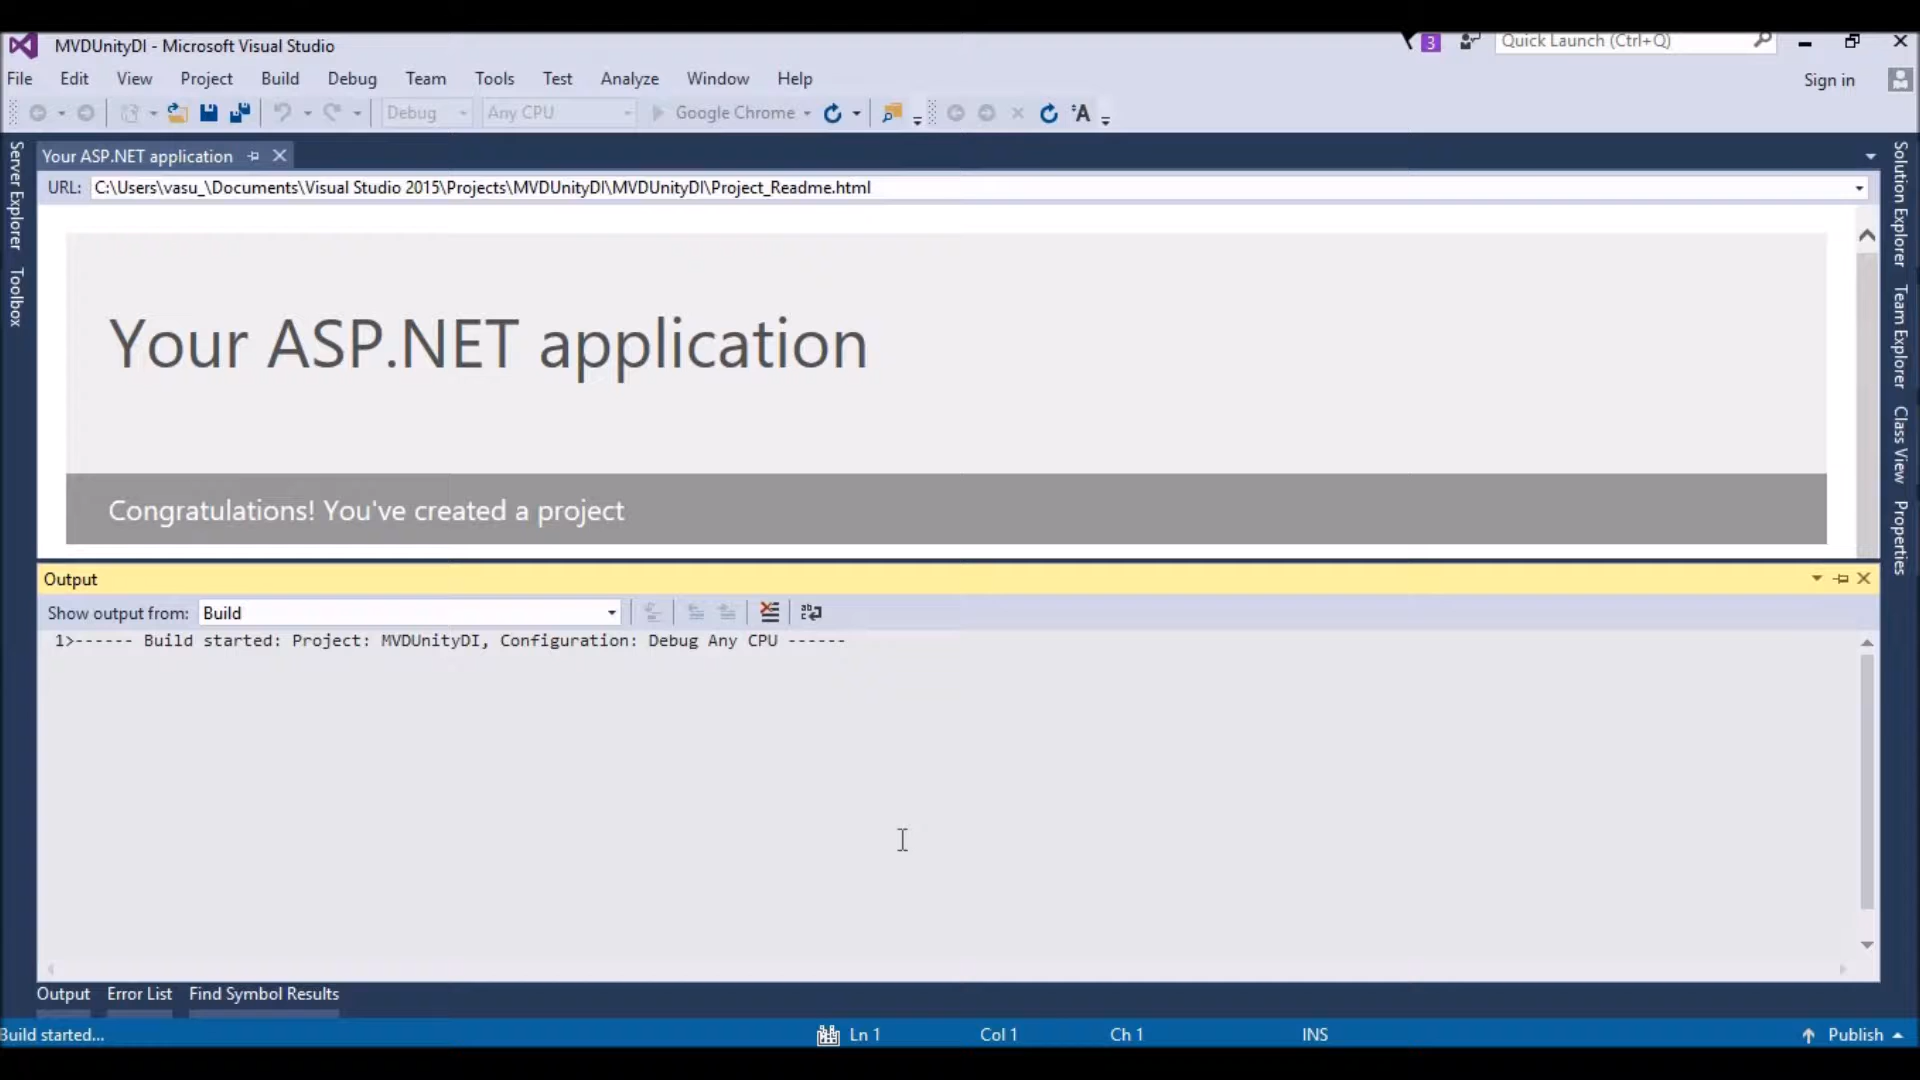 MVDUnityDI - Microsoft Visual Studio
3
Quick Launch (Ctrl+Q)
File Edit View Project Build Debug Team Tools Test Analyze Window Help
Sign in
Debug Any CPU Google Chrome
Server Explorer
Toolbox
Your ASP.NET application
URL: C:\Users\vasu_\Documents\Visual Studio 2015\Projects\MVDUnityDI\MVDUnityDI\Project_Readme.html
Your ASP.NET application
Congratulations! You've created a project
Solution Explorer
Team Explorer
Class View
Properties
Output
Show output from: Build
1>------ Build started: Project: MVDUnityDI, Configuration: Debug Any CPU ------
Output Error List Find Symbol Results
Build started... Ln 1 Col 1 Ch 1 INS Publish